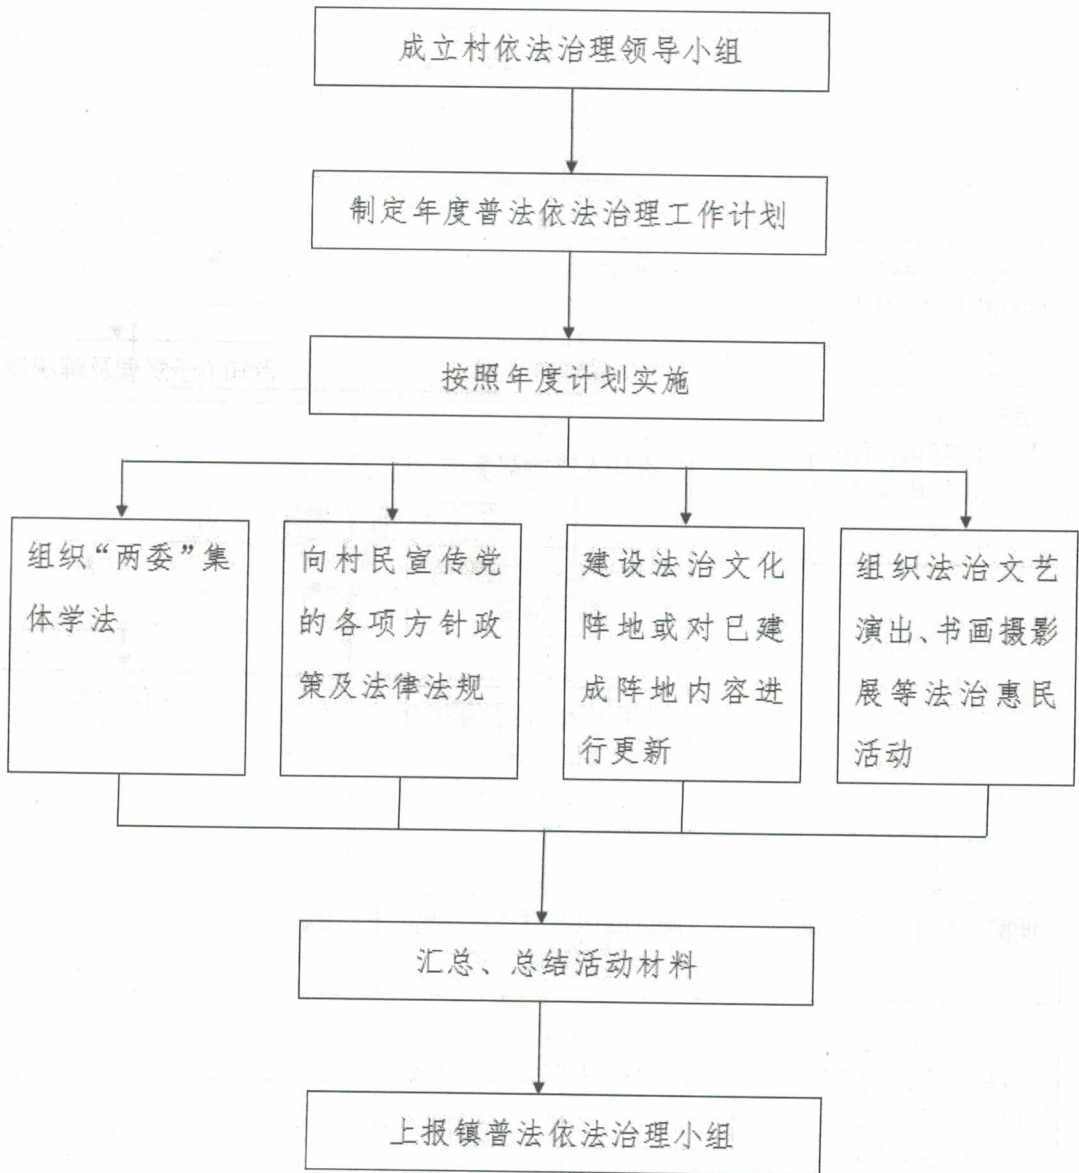 成立村依法治理领导小组
制定年度普法依法治理工作计划
按照年度计划实施
组织“两委”集
体学法
向村民宣传党
的各项方针政
策及法律法规
建设法治文化
阵地或对已建
成阵地内容进
行更新
组织法治文艺
演出、书画摄影
展等法治惠民
活动
汇总、总结活动材料
上报镇普法依法治理小组